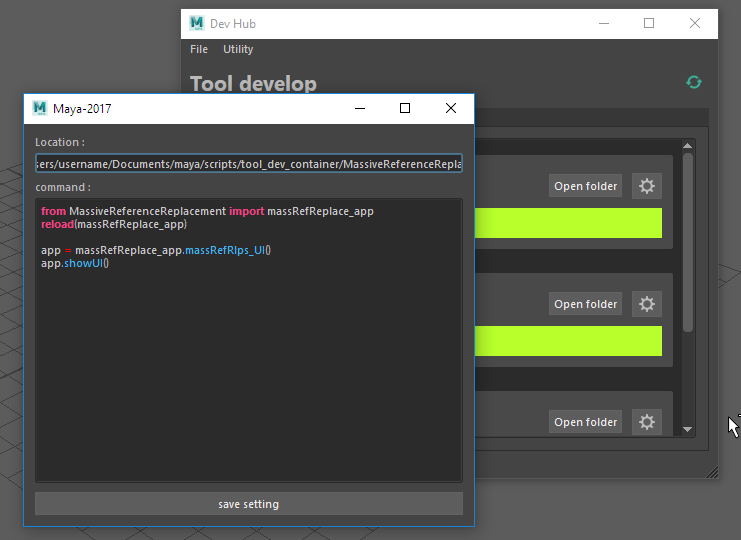 Dev Hub
File Utility
Tool develop
Maya-2017
Location :
ers/username/Documents/maya/scripts/tool_dev_container/MassiveReferenceRepla
command :
from MassiveReferenceReplacement import massRefReplace_app
reload(massRefReplace_app)
app = massRefReplace_app.massRefRlps_UI()
app.showUI()
save setting
Open folder
Open folder
Open folder